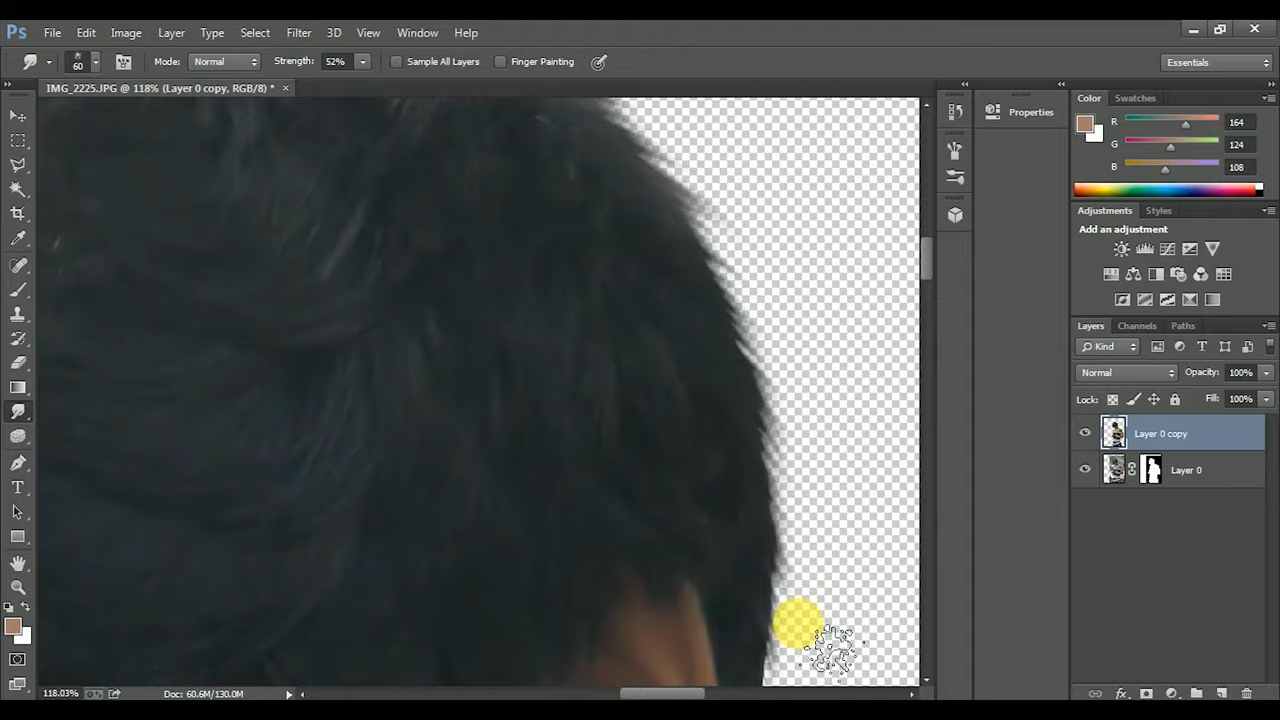 Ps File Edit Image Layer Type Select Filter 3D View Window Help
60 Mode: Normal Strength: 52% Sample All Layers Finger Painting Essentials
IMG_2225.JPG @ 118% (Layer 0 copy, RGB/8) * ×
Properties
Color Swatches
R 164
G 124
B 108
Adjustments Styles
Add an adjustment
Layers Channels Paths
Kind T
Normal Opacity: 100%
Lock: Fill: 100%
Layer 0 copy
Layer 0
T
118.03% Doc: 60.6M/130.0M
fx